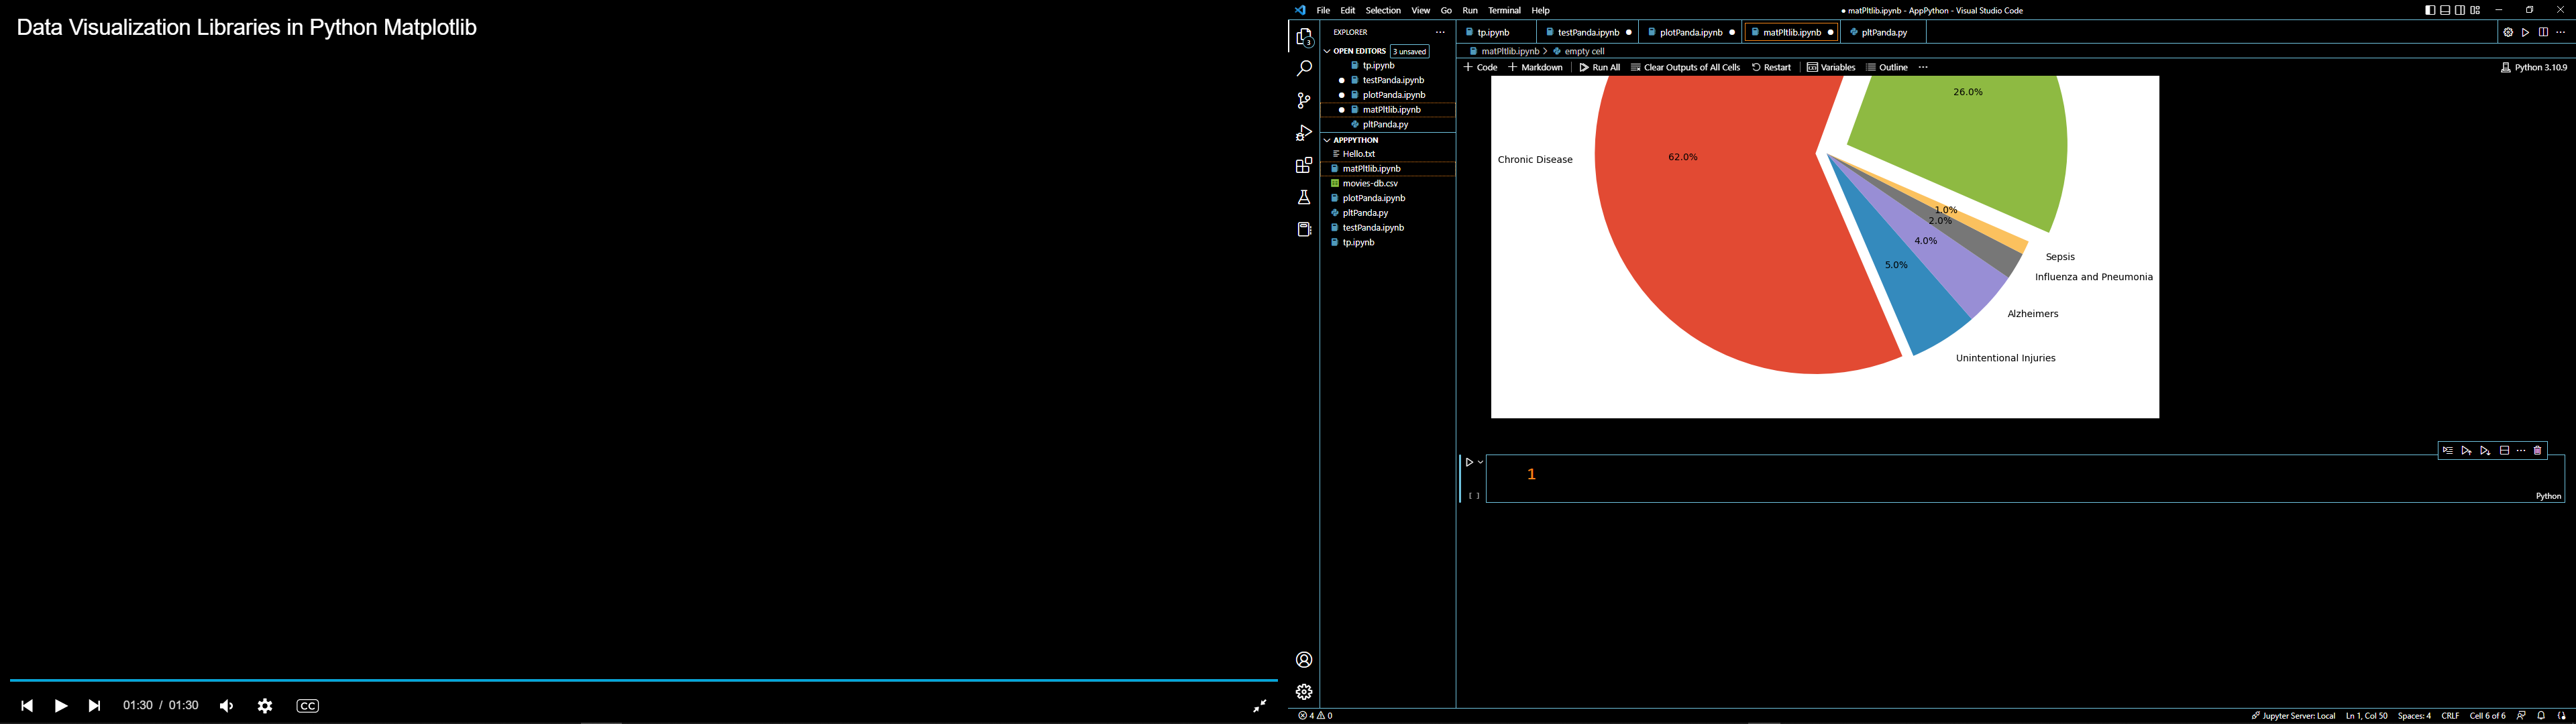 Data Visualization Libraries in Python Matplotlib
01:30 / 01:30
CC
File Edit Selection View Go Run Terminal Help
● matPltlib.ipynb - AppPython - Visual Studio Code
3
EXPLORER
OPEN EDITORS 3 unsaved
tp.ipynb
testPanda.ipynb
plotPanda.ipynb
matPltlib.ipynb
pltPanda.py
APPPYTHON
Hello.txt
matPltlib.ipynb
movies-db.csv
plotPanda.ipynb
pltPanda.py
testPanda.ipynb
tp.ipynb
tp.ipynb testPanda.ipynb plotPanda.ipynb matPltlib.ipynb pltPanda.py
matPltlib.ipynb > empty cell
+ Code + Markdown Run All Clear Outputs of All Cells Restart Variables Outline ... Python 3.10.9
26.0%
Chronic Disease
62.0%
1.0%
2.0%
4.0%
5.0%
Sepsis
Influenza and Pneumonia
Alzheimers
Unintentional Injuries
1
[ ]
Python
4 0
Jupyter Server: Local Ln 1, Col 50 Spaces: 4 CRLF Cell 6 of 6